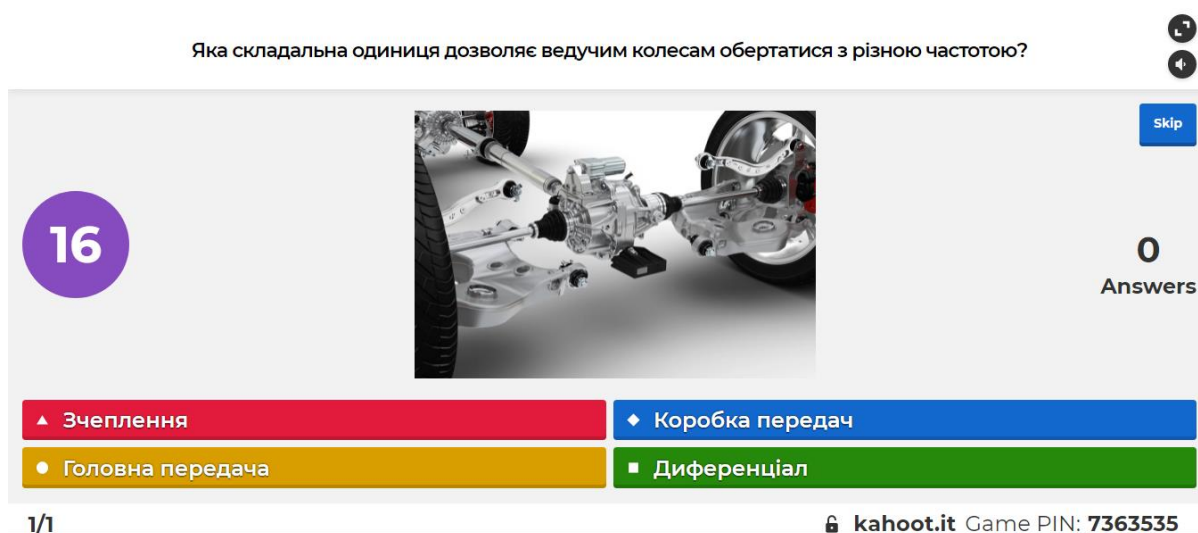 Яка складальна одиниця дозволяє ведучим колесам обертатися з різною частотою?
Skip
16
0
Answers
Зчеплення
Коробка передач
Головна передача
Диференціал
1/1
kahoot.it Game PIN: 7363535